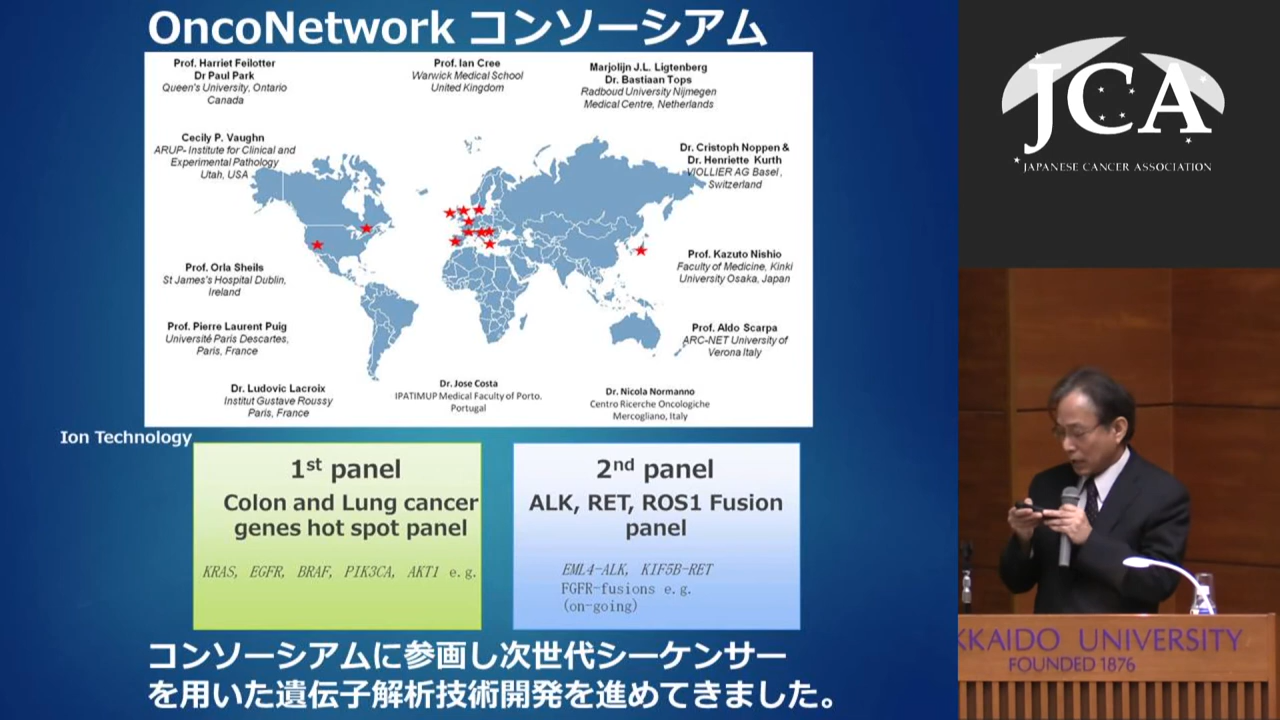 OncoNetwork コンソーシアム
Prof. Harriet Feilotter
Dr Paul Park
Queen's University, Ontario
Canada
Prof. Ian Cree
Warwick Medical School
United Kingdom
Marjolijn J.L. Ligtenberg
Dr. Bastiaan Tops
Radboud University Nijmegen
Medical Centre, Netherlands
Cecily P. Vaughn
ARUP- Institute for Clinical and
Experimental Pathology
Utah, USA
Dr. Cristoph Noppen &
Dr. Henriette Kurth
VIOLLIER AG Basel,
Switzerland
Prof. Orla Sheils
St James's Hospital Dublin,
Ireland
Prof. Kazuto Nishio
Faculty of Medicine, Kinki
University Osaka, Japan
Prof. Pierre Laurent Puig
Université Paris Descartes,
Paris, France
Prof. Aldo Scarpa
ARC-NET University of
Verona Italy
Dr. Ludovic Lacroix
Institut Gustave Roussy
Paris, France
Dr. Jose Costa
IPATIMUP Medical Faculty of Porto.
Portugal
Dr. Nicola Normanno
Centro Ricerche Oncologiche
Mercogliano, Italy
Ion Technology
1st panel
Colon and Lung cancer
genes hot spot panel
KRAS, EGFR, BRAF, PIK3CA, AKT1 e.g.
2nd panel
ALK, RET, ROS1 Fusion
panel
EML4-ALK, KIF5B-RET
FGFR-fusions e.g.
(on-going)
コンソーシアムに参画し次世代シーケンサー
を用いた遺伝子解析技術開発を進めてきました。
JCA
JAPANESE CANCER ASSOCIATION
KKAIDO UNIVERSITY
FOUNDED 1876